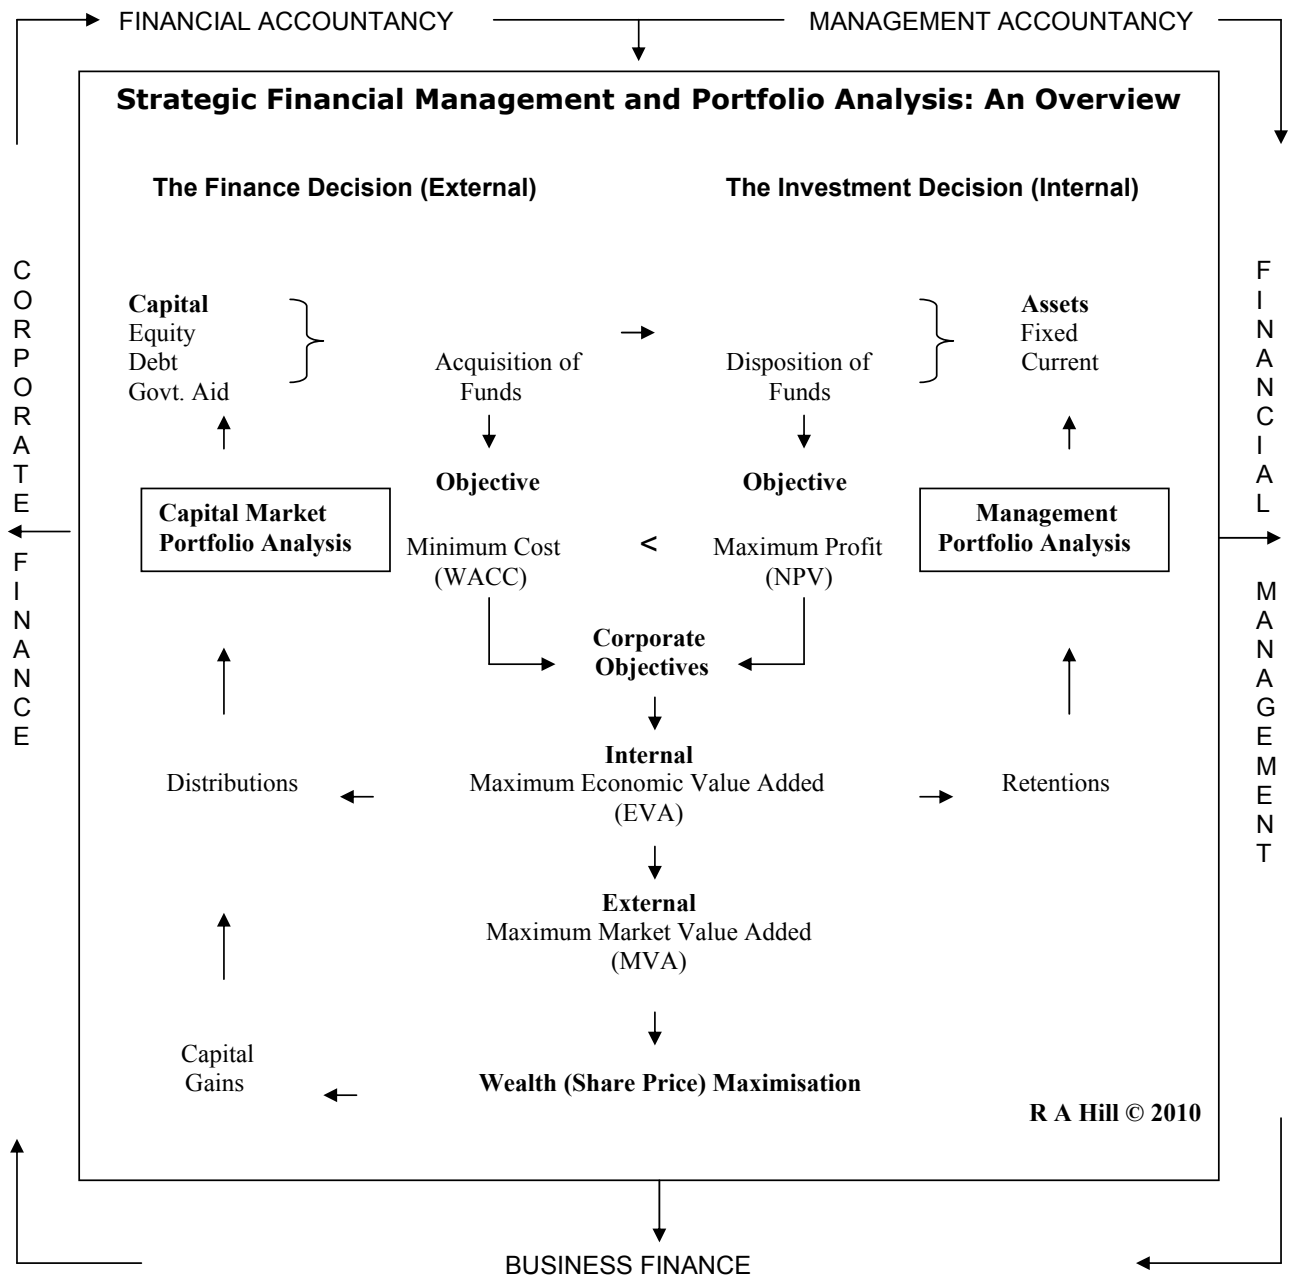 FINANCIAL ACCOUNTANCY
MANAGEMENT ACCOUNTANCY
Strategic Financial Management and Portfolio Analysis: An Overview
The Finance Decision (External)
The Investment Decision (Internal)
CORPORATE FINANCE
FINANCIAL MANAGEMENT
Capital
Equity
Debt
Govt. Aid
Acquisition of
Funds
Disposition of
Funds
Assets
Fixed
Current
Objective
Objective
Capital Market
Portfolio Analysis
Minimum Cost
(WACC)
<
Maximum Profit
(NPV)
Management
Portfolio Analysis
Corporate
Objectives
Internal
Maximum Economic Value Added
(EVA)
Distributions
Retentions
External
Maximum Market Value Added
(MVA)
Capital
Gains
Wealth (Share Price) Maximisation
R A Hill © 2010
BUSINESS FINANCE